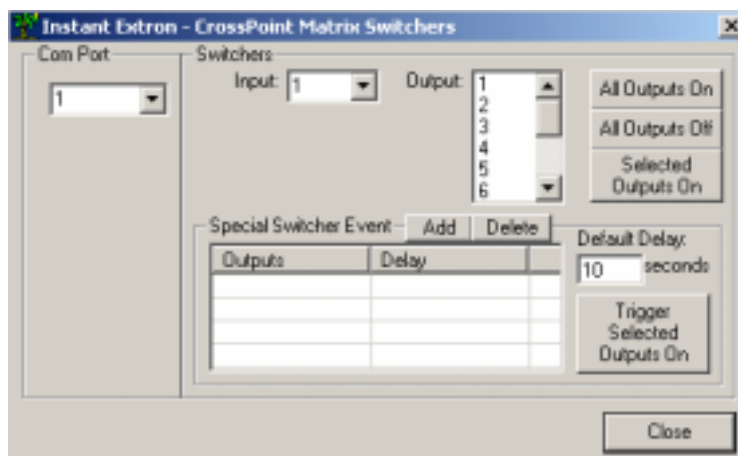 Instant Extron - CrossPoint Matrix Switchers
Com Port
1
Switchers
Input: 1
Output: 1
2
3
4
5
6
All Outputs On
All Outputs Off
Selected
Outputs On
Special Switcher Event
Add
Delete
Outputs
Delay
Default Delay:
10 seconds
Trigger
Selected
Outputs On
Close